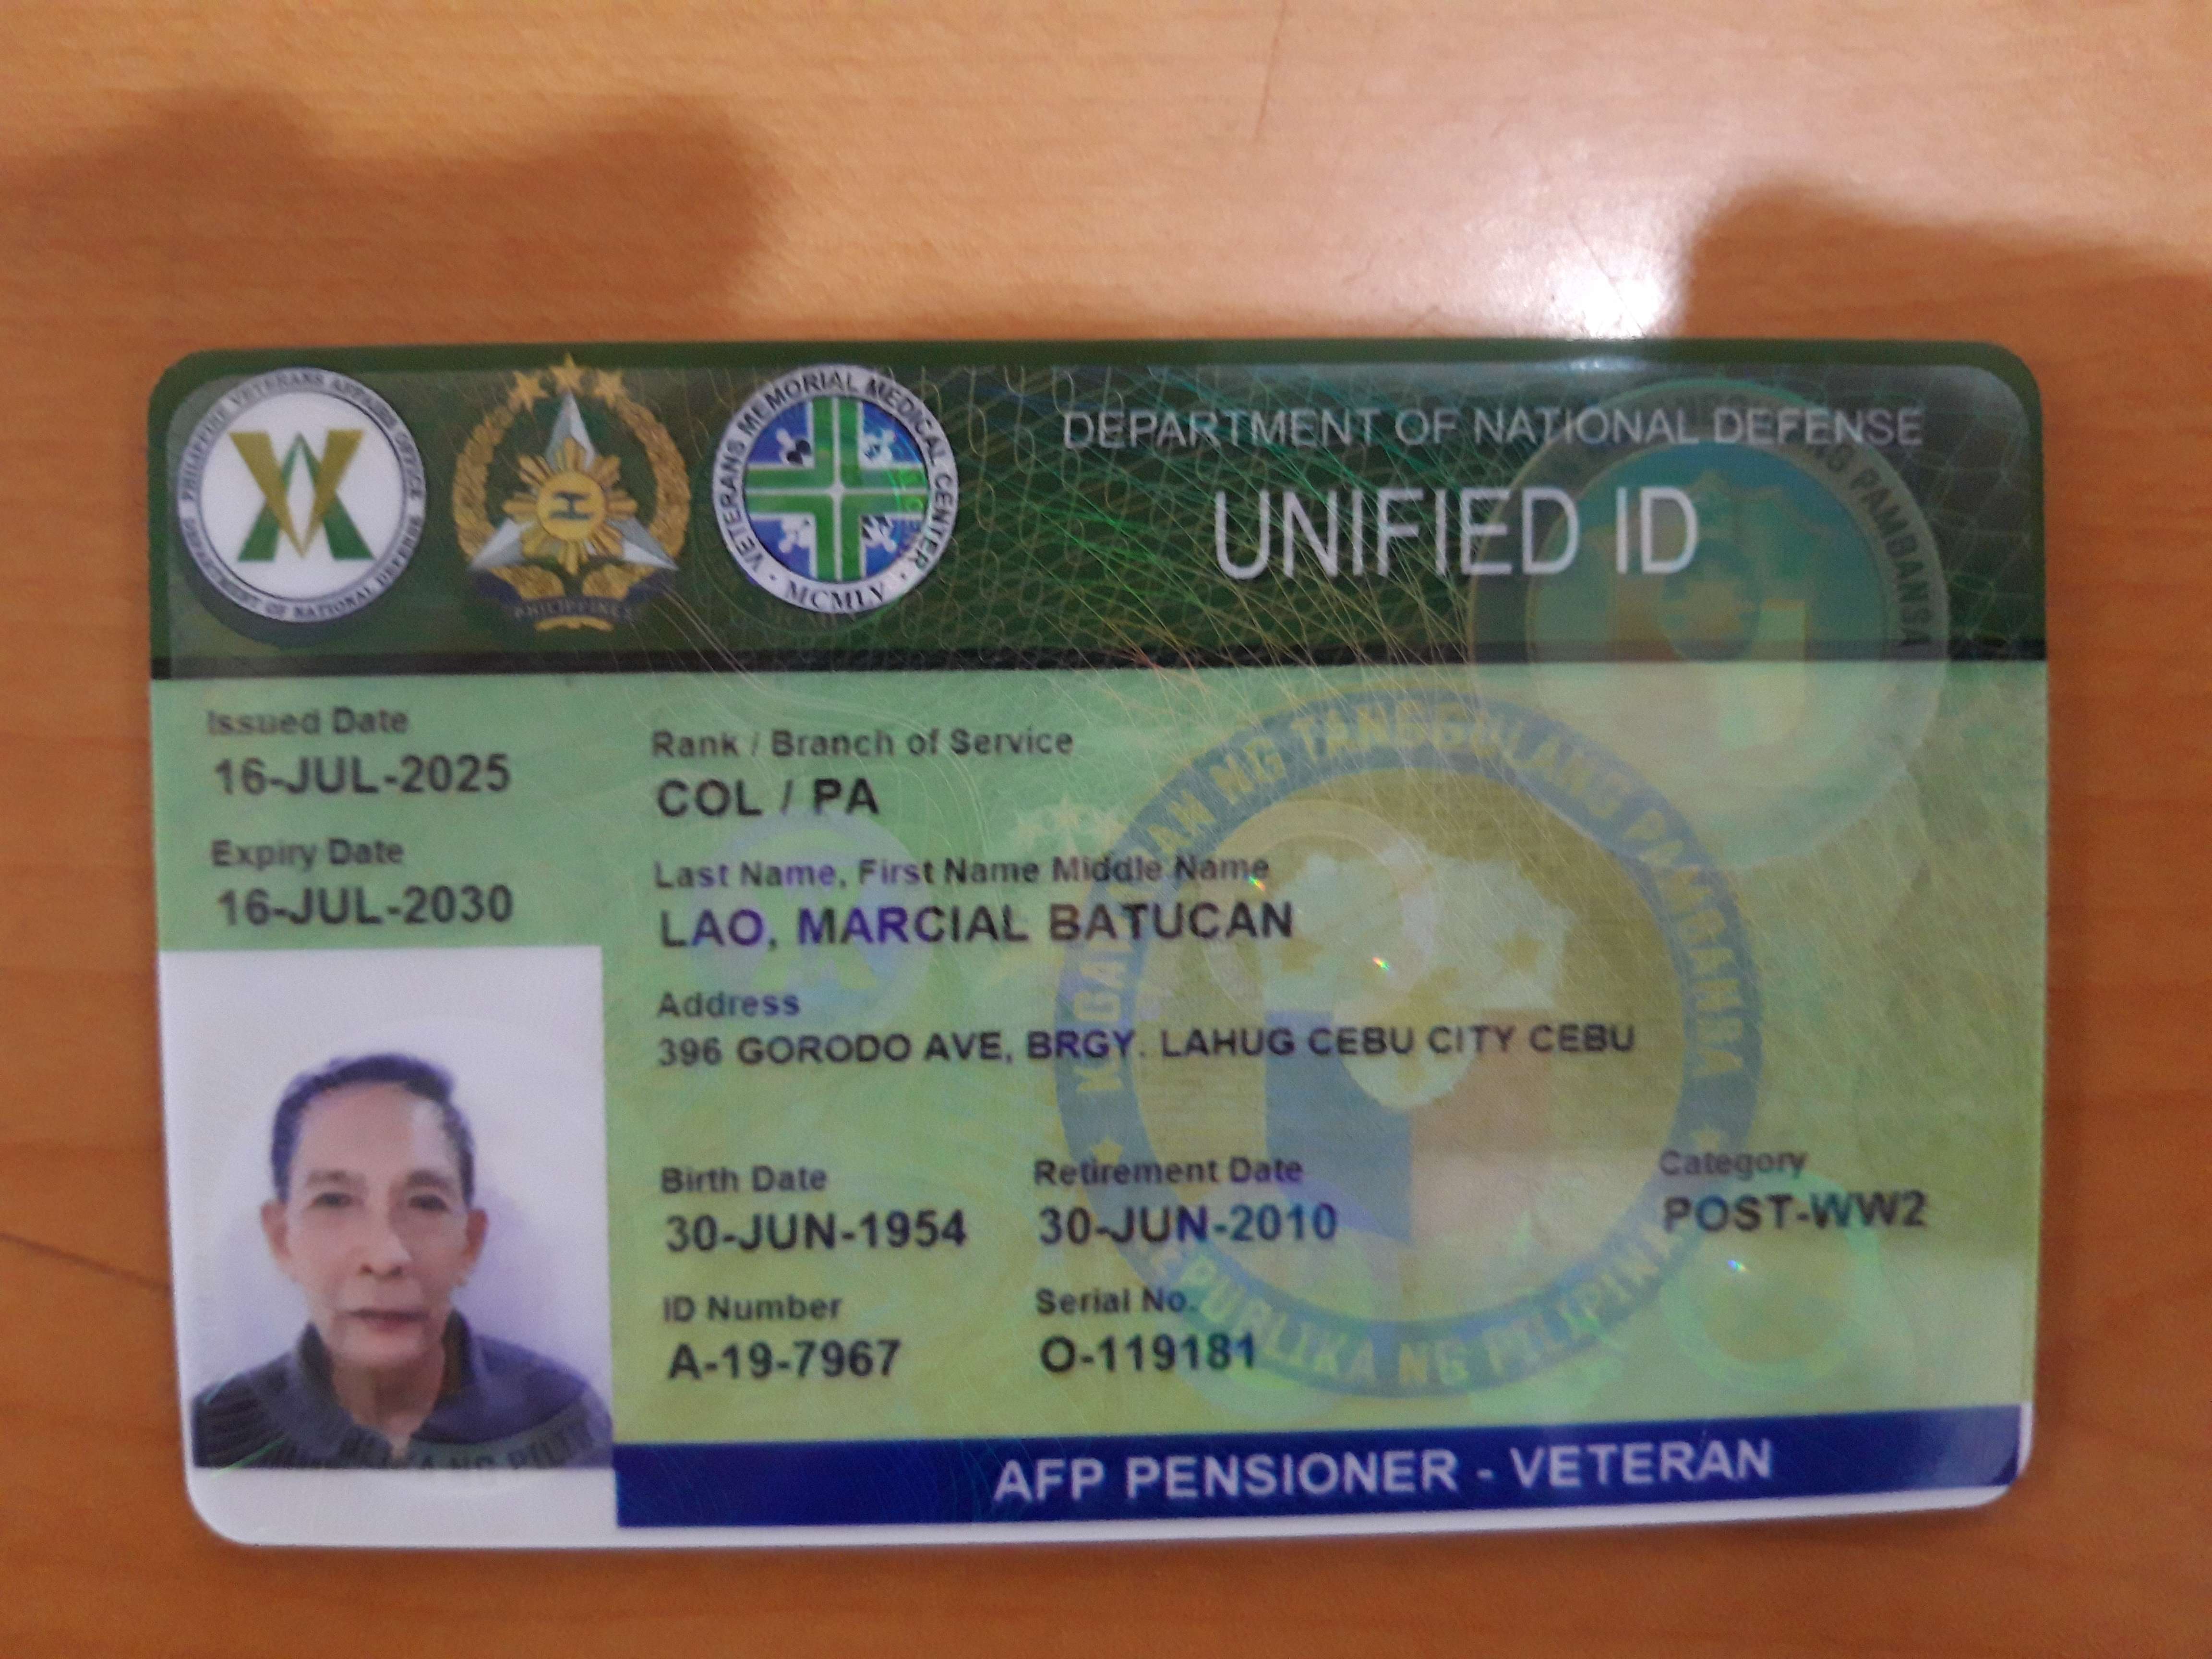 PHILIPPINE VETERANS AFFAIRS OFFICE
DEPARTMENT OF NATIONAL DEFENSE
PHILIPPINES
VETERANS MEMORIAL MEDICAL CENTER
MCMLV
DEPARTMENT OF NATIONAL DEFENSE
UNIFIED ID
NG PAMBANSA
Issued Date
16-JUL-2025
Expiry Date
16-JUL-2030
Rank / Branch of Service
COL / PA
Last Name, First Name Middle Name
LAO, MARCIAL BATUCAN
Address
396 GORODO AVE, BRGY. LAHUG CEBU CITY CEBU
Birth Date
30-JUN-1954
Retirement Date
30-JUN-2010
Category
POST-WW2
ID Number
A-19-7967
Serial No.
O-119181
NG TANGGULANG PAMBANSA
NG PILIPINAS
AFP PENSIONER - VETERAN